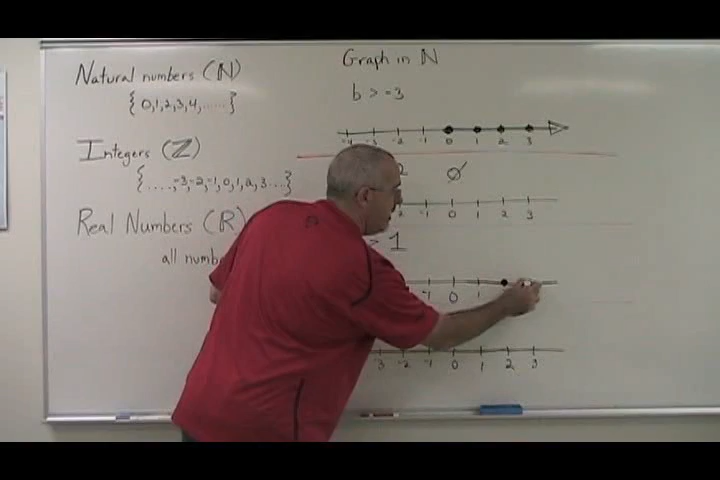 Natural numbers (ℕ)
{ 0,1,2,3,4,......}
Integers (ℤ)
{ ....,-3,-2,-1,0,1,2,3...}
Real Numbers (ℝ)
all
Graph in ℕ
b > -3
-4 -3 -2 -1 0 1 2 3
2 ∅
-1 0 1 2 3
> 1
-1 0 1
-3 -2 -1 0 1 2 3